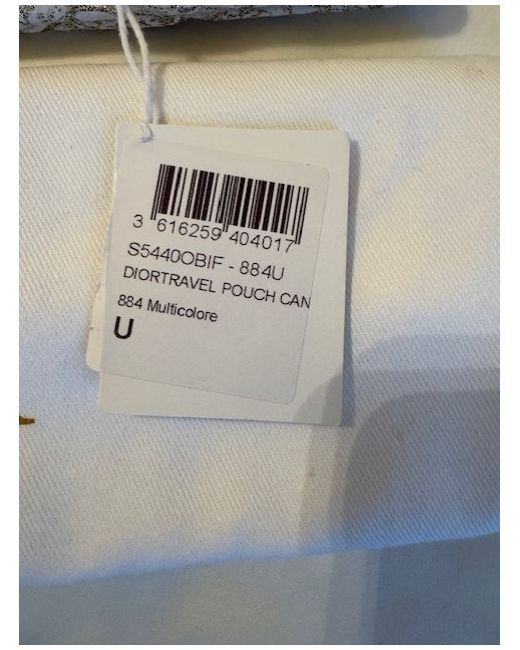 3 616259 404017
S5440OBIF - 884U
DIORTRAVEL POUCH CAN
884 Multicolore
U